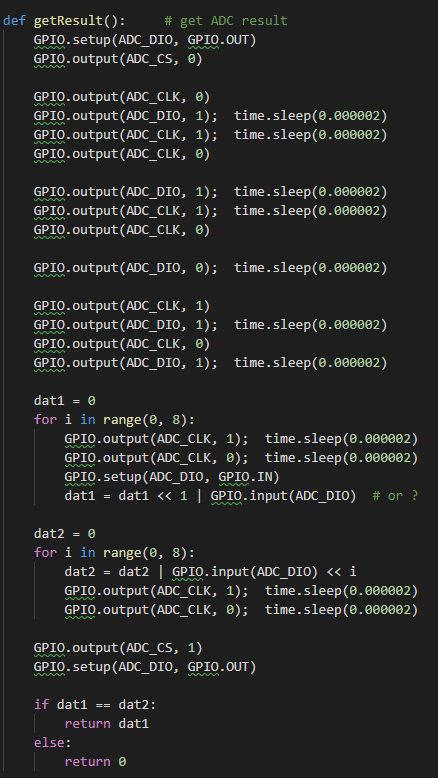 def getResult():     # get ADC result
    GPIO.setup(ADC_DIO, GPIO.OUT)
    GPIO.output(ADC_CS, 0)

    GPIO.output(ADC_CLK, 0)
    GPIO.output(ADC_DIO, 1);  time.sleep(0.000002)
    GPIO.output(ADC_CLK, 1);  time.sleep(0.000002)
    GPIO.output(ADC_CLK, 0)

    GPIO.output(ADC_DIO, 1);  time.sleep(0.000002)
    GPIO.output(ADC_CLK, 1);  time.sleep(0.000002)
    GPIO.output(ADC_CLK, 0)

    GPIO.output(ADC_DIO, 0);  time.sleep(0.000002)

    GPIO.output(ADC_CLK, 1)
    GPIO.output(ADC_DIO, 1);  time.sleep(0.000002)
    GPIO.output(ADC_CLK, 0)
    GPIO.output(ADC_DIO, 1);  time.sleep(0.000002)

    dat1 = 0
    for i in range(0, 8):
        GPIO.output(ADC_CLK, 1);  time.sleep(0.000002)
        GPIO.output(ADC_CLK, 0);  time.sleep(0.000002)
        GPIO.setup(ADC_DIO, GPIO.IN)
        dat1 = dat1 << 1 | GPIO.input(ADC_DIO)  # or ?

    dat2 = 0
    for i in range(0, 8):
        dat2 = dat2 | GPIO.input(ADC_DIO) << i
        GPIO.output(ADC_CLK, 1);  time.sleep(0.000002)
        GPIO.output(ADC_CLK, 0);  time.sleep(0.000002)

    GPIO.output(ADC_CS, 1)
    GPIO.setup(ADC_DIO, GPIO.OUT)

    if dat1 == dat2:
        return dat1
    else:
        return 0